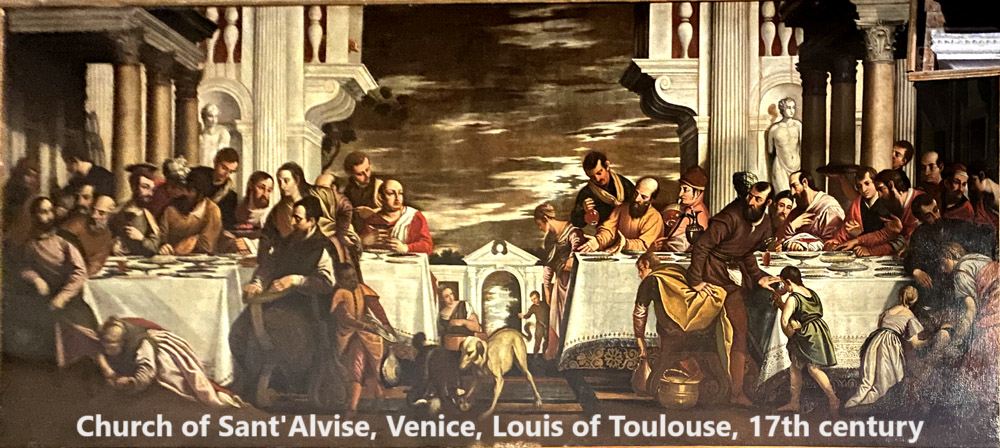 Church of Sant'Alvise, Venice, Louis of Toulouse, 17th century